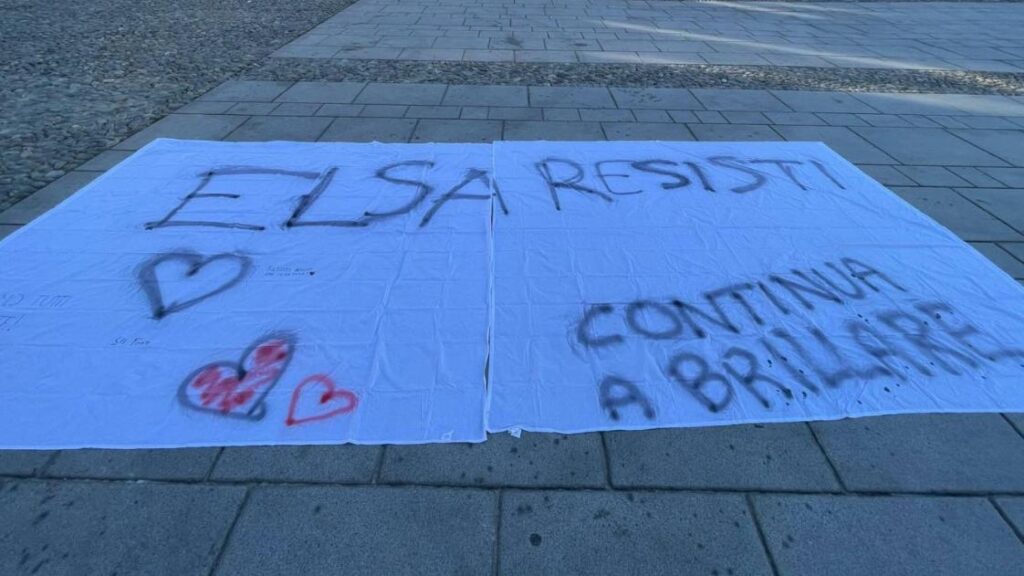 ELSA RESISTI
CONTINUA
A BRILLARE